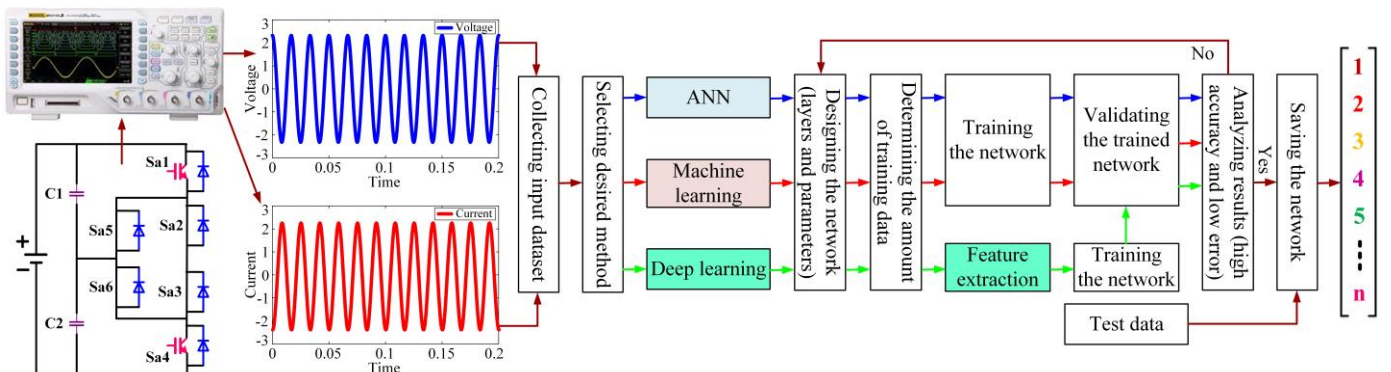 RIGOL
3
2
1
0
-1
-2
-3
Voltage
Voltage
0
0.05
0.1
0.15
0.2
Time
3
2
1
0
-1
-2
-3
Current
Current
0
0.05
0.1
0.15
0.2
Time
C1
C2
+
−
Sa1
Sa2
Sa5
Sa6
Sa3
Sa4
Collecting input dataset
Selecting desired method
ANN
Machine learning
Deep learning
Designing the network
(layers and parameters)
Determinining the amount
of training data
Training
the network
Feature
extraction
Validating
the trained
network
Training
the network
Test data
No
Analyzing results (high
accuracy and low error)
Yes
Saving the network
1
2
3
4
5
n